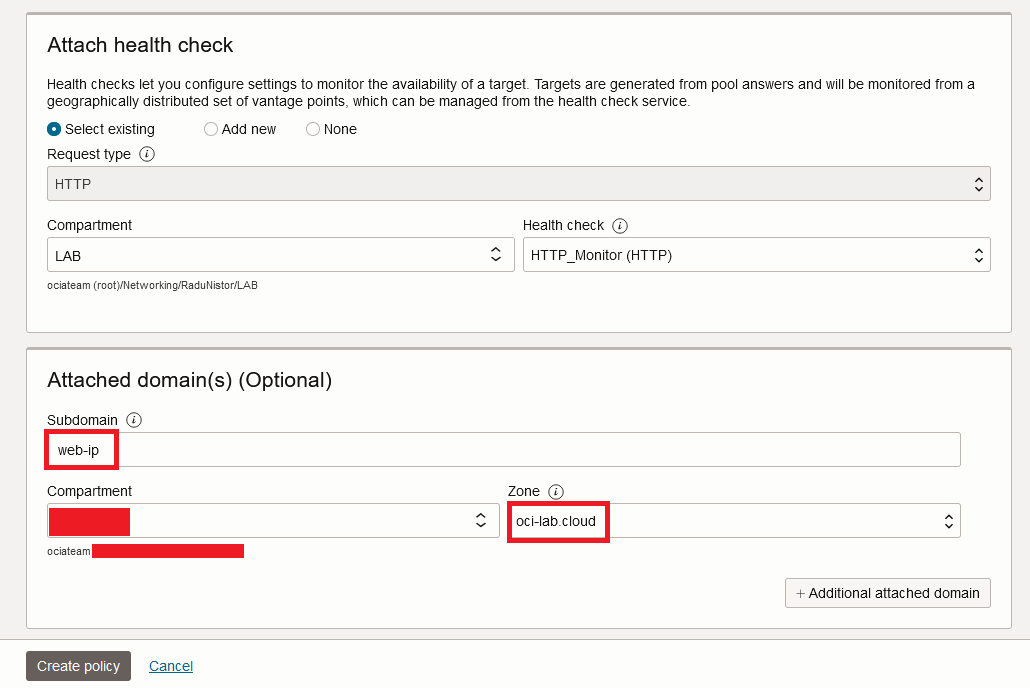 Attach health check
Health checks let you configure settings to monitor the availability of a target. Targets are generated from pool answers and will be monitored from a
geographically distributed set of vantage points, which can be managed from the health check service.
Select existing Add new None
Request type i
HTTP
Compartment Health check i
LAB HTTP_Monitor (HTTP)
ociateam (root)/Networking/RaduNistor/LAB
Attached domain(s) (Optional)
Subdomain i
web-ip
Compartment Zone i
oci-lab.cloud
ociateam
+ Additional attached domain
Create policy Cancel